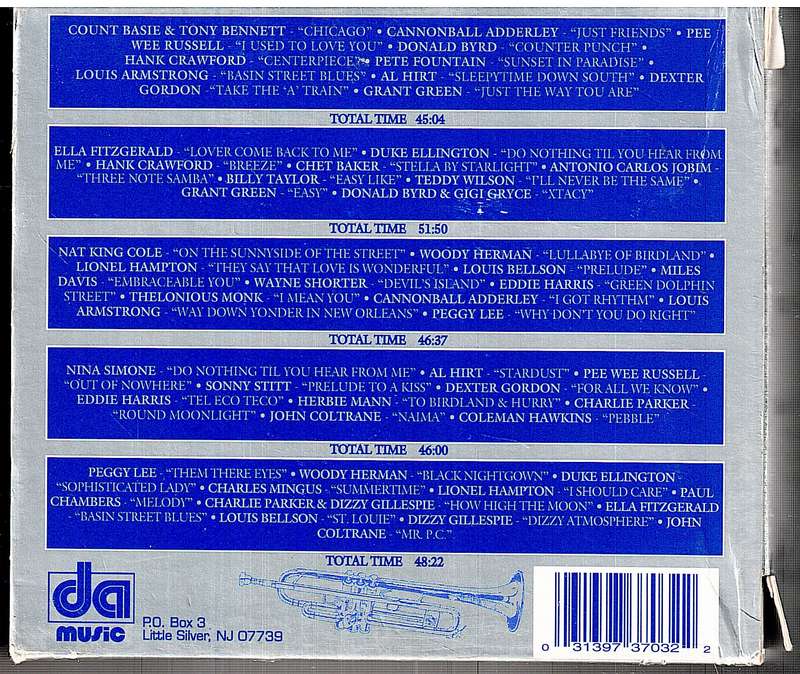 COUNT BASIE & TONY BENNETT - “CHICAGO” • CANNONBALL ADDERLEY - “JUST FRIENDS” • PEE
WEE RUSSELL - “I USED TO LOVE YOU” • DONALD BYRD - “COUNTER PUNCH” •
HANK CRAWFORD - “CENTERPIECE” • PETE FOUNTAIN - “SUNSET IN PARADISE” •
LOUIS ARMSTRONG - “BASIN STREET BLUES” • AL HIRT - “SLEEPYTIME DOWN SOUTH” • DEXTER
GORDON - “TAKE THE ‘A’ TRAIN” • GRANT GREEN - “JUST THE WAY YOU ARE”
TOTAL TIME 45:04
ELLA FITZGERALD - “LOVER COME BACK TO ME” • DUKE ELLINGTON - “DO NOTHING TIL YOU HEAR FROM
ME” • HANK CRAWFORD - “BREEZE” • CHET BAKER - “STELLA BY STARLIGHT” • ANTONIO CARLOS JOBIM -
“THREE NOTE SAMBA” • BILLY TAYLOR - “EASY LIKE” • TEDDY WILSON - “I'LL NEVER BE THE SAME” •
GRANT GREEN - “EASY” • DONALD BYRD & GIGI GRYCE - “XTACY”
TOTAL TIME 51:50
NAT KING COLE - “ON THE SUNNYSIDE OF THE STREET” • WOODY HERMAN - “LULLABYE OF BIRDLAND” •
LIONEL HAMPTON - “THEY SAY THAT LOVE IS WONDERFUL” • LOUIS BELLSON - “PRELUDE” • MILES
DAVIS - “EMBRACEABLE YOU” • WAYNE SHORTER - “DEVIL'S ISLAND” • EDDIE HARRIS - “GREEN DOLPHIN
STREET” • THELONIOUS MONK - “I MEAN YOU” • CANNONBALL ADDERLEY - “I GOT RHYTHM” • LOUIS
ARMSTRONG - “WAY DOWN YONDER IN NEW ORLEANS” • PEGGY LEE - “WHY DON'T YOU DO RIGHT”
TOTAL TIME 46:37
NINA SIMONE - “DO NOTHING TIL YOU HEAR FROM ME” • AL HIRT - “STARDUST” • PEE WEE RUSSELL -
“OUT OF NOWHERE” • SONNY STITT - “PRELUDE TO A KISS” • DEXTER GORDON - “FOR ALL WE KNOW” •
EDDIE HARRIS - “TEL ECO TECO” • HERBIE MANN - “TO BIRDLAND & HURRY” • CHARLIE PARKER -
“ROUND MOONLIGHT” • JOHN COLTRANE - “NAIMA” • COLEMAN HAWKINS - “PEBBLE”
TOTAL TIME 46:00
PEGGY LEE - “THEM THERE EYES” • WOODY HERMAN - “BLACK NIGHTGOWN” • DUKE ELLINGTON -
“SOPHISTICATED LADY” • CHARLES MINGUS - “SUMMERTIME” • LIONEL HAMPTON - “I SHOULD CARE” • PAUL
CHAMBERS - “MELODY” • CHARLIE PARKER & DIZZY GILLESPIE - “HOW HIGH THE MOON” • ELLA FITZGERALD
- “BASIN STREET BLUES” • LOUIS BELLSON - “ST. LOUIE” • DIZZY GILLESPIE - “DIZZY ATMOSPHERE” • JOHN
COLTRANE - “MR. P.C.”
TOTAL TIME 48:22
da
music
P.O. Box 3
Little Silver, NJ 07739
0 31397 37032 2